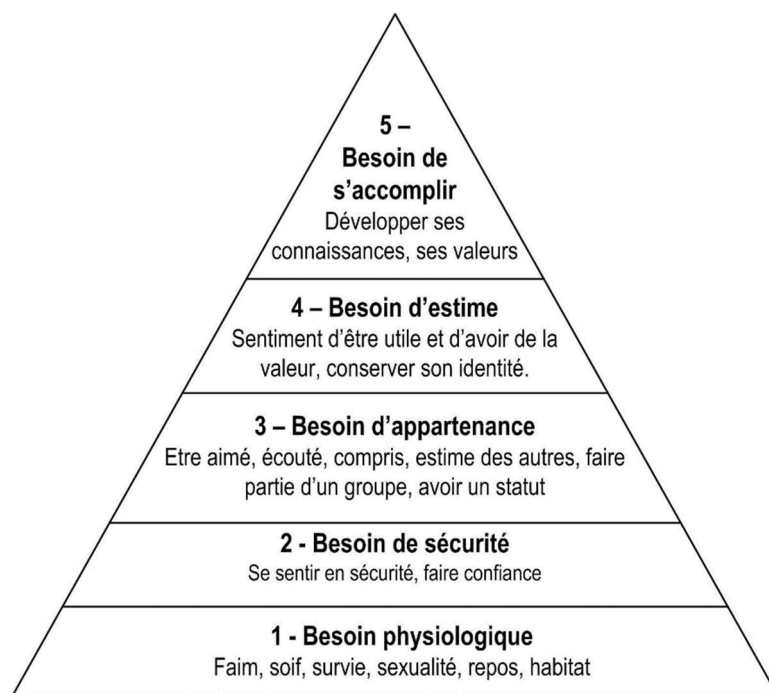 5 –
Besoin de
s’accomplir
Développer ses
connaissances, ses valeurs
4 – Besoin d’estime
Sentiment d’être utile et d’avoir de la
valeur, conserver son identité.
3 – Besoin d’appartenance
Etre aimé, écouté, compris, estime des autres, faire
partie d’un groupe, avoir un statut
2 - Besoin de sécurité
Se sentir en sécurité, faire confiance
1 - Besoin physiologique
Faim, soif, survie, sexualité, repos, habitat